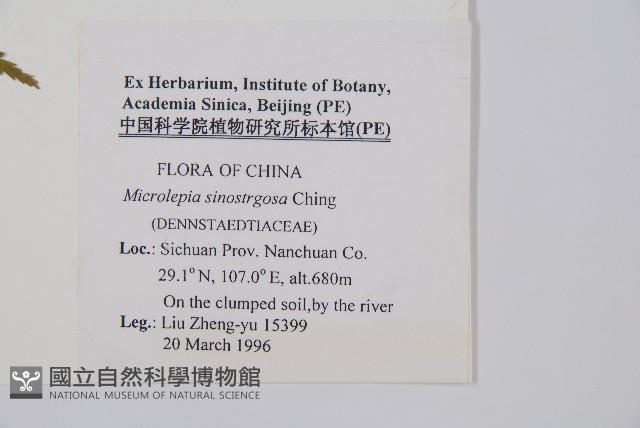 Ex Herbarium, Institute of Botany,
Academia Sinica, Beijing (PE)
中国科学院植物研究所标本馆(PE)
FLORA OF CHINA
Microlepia sinostrgosa Ching
(DENNSTAEDTIACEAE)
Loc.: Sichuan Prov. Nanchuan Co.
29.1°N, 107.0°E, alt.680m
On the clumped soil,by the river
Leg.: Liu Zheng-yu 15399
20 March 1996
國立自然科學博物館
NATIONAL MUSEUM OF NATURAL SCIENCE